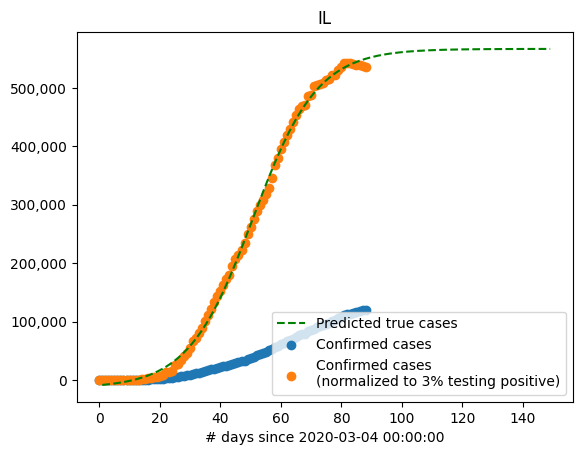 IL
500,000
400,000
300,000
200,000
100,000
0
Predicted true cases
Confirmed cases
Confirmed cases
(normalized to 3% testing positive)
0 20 40 60 80 100 120 140
# days since 2020-03-04 00:00:00